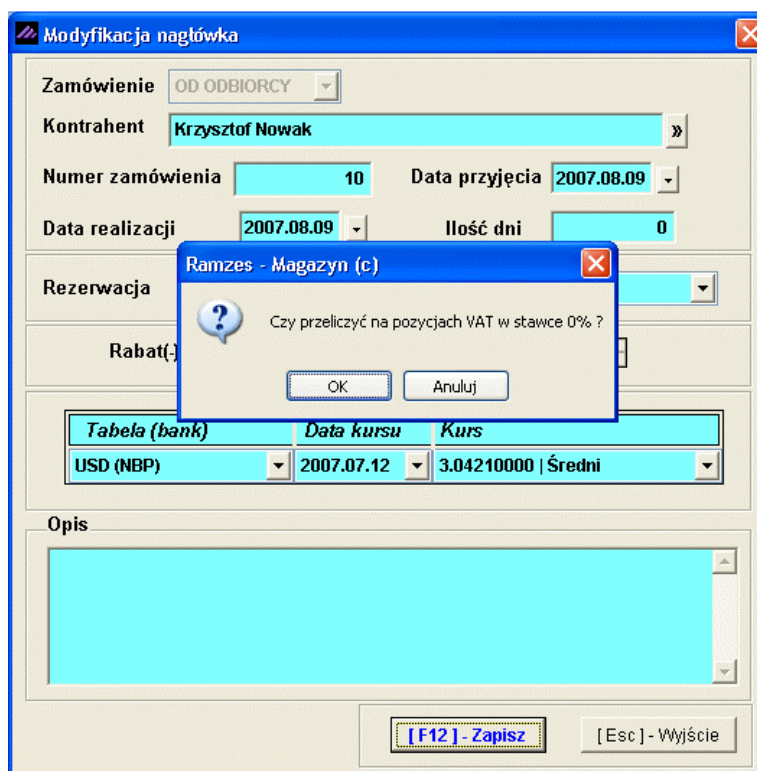 Modyfikacja nagłówka
Zamówienie OD ODBIORCY
Kontrahent Krzysztof Nowak »
Numer zamówienia 10 Data przyjęcia 2007.08.09
Data realizacji 2007.08.09 Ilość dni 0
Ramzes - Magazyn (c)
Rezerwacja
Czy przeliczyć na pozycjach VAT w stawce 0% ?
Rabat(-)
OK Anuluj
Tabela (bank) Data kursu Kurs
USD (NBP) 2007.07.12 3.04210000 | Średni
Opis
[ F12 ] - Zapisz [ Esc ] - Wyjście